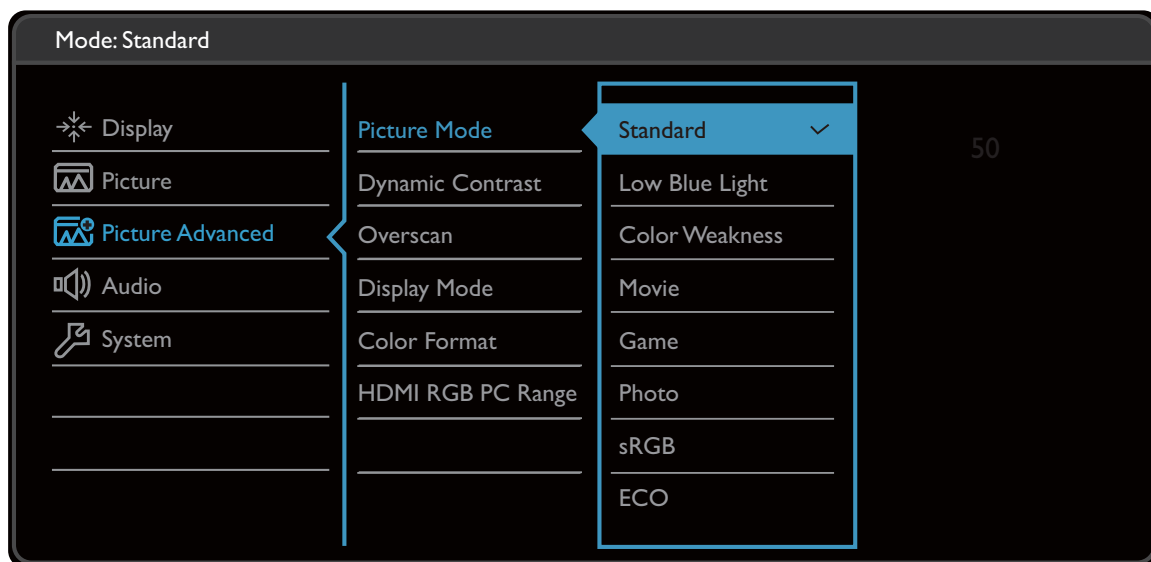 Mode: Standard
Display
Picture
Picture Advanced
Audio
System
Picture Mode
Dynamic Contrast
Overscan
Display Mode
Color Format
HDMI RGB PC Range
Standard
Low Blue Light
Color Weakness
Movie
Game
Photo
sRGB
ECO
50